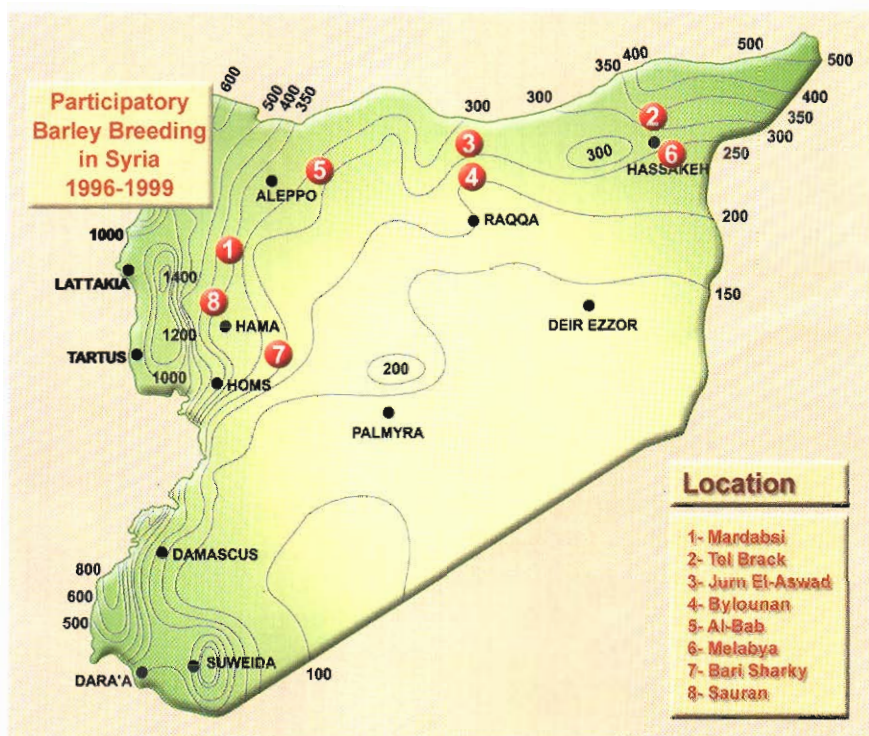 Participatory
Barley Breeding
in Syria
1996-1999
600
500
400
350
300
300
350
400
500
500
400
350
300
250
200
150
2
300
HASSAKEH
6
3
4
RAQQA
5
ALEPPO
1000
1
LATTAKIA
1400
8
HAMA
1200
TARTUS
7
1000
HOMS
DEIR EZZOR
200
PALMYRA
DAMASCUS
800
600
500
SUWEIDA
DARA'A
100
Location
1- Mardabsi
2- Tel Brack
3- Jurn El-Aswad
4- Bylounan
5- Al-Bab
6- Melabya
7- Bari Sharky
8- Sauran